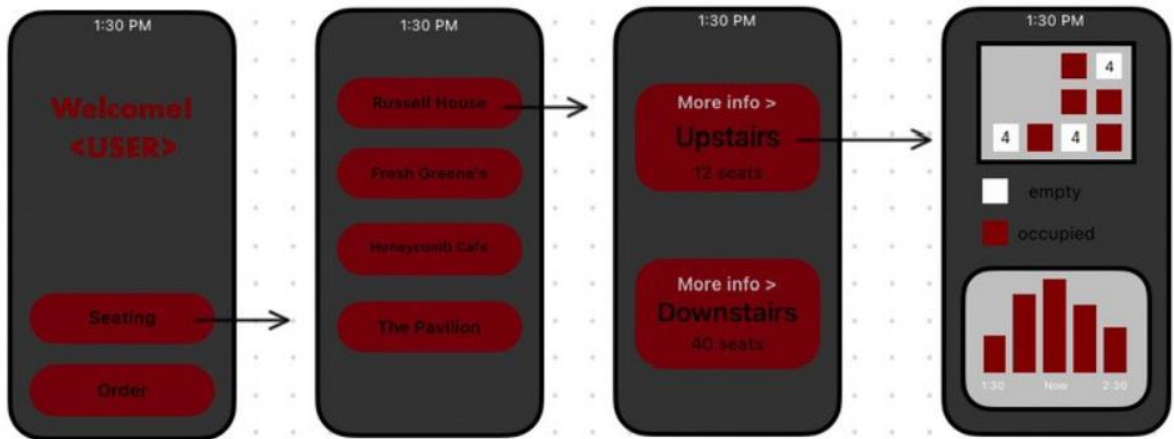 1:30 PM
Welcome!
<USER>
Seating
Order
1:30 PM
Russell House
Fresh Greene's
Honeycomb Cafe
The Pavilion
1:30 PM
More info >
Upstairs
12 seats
More info >
Downstairs
40 seats
1:30 PM
4
4
4
empty
occupied
1:30 Now 2:30